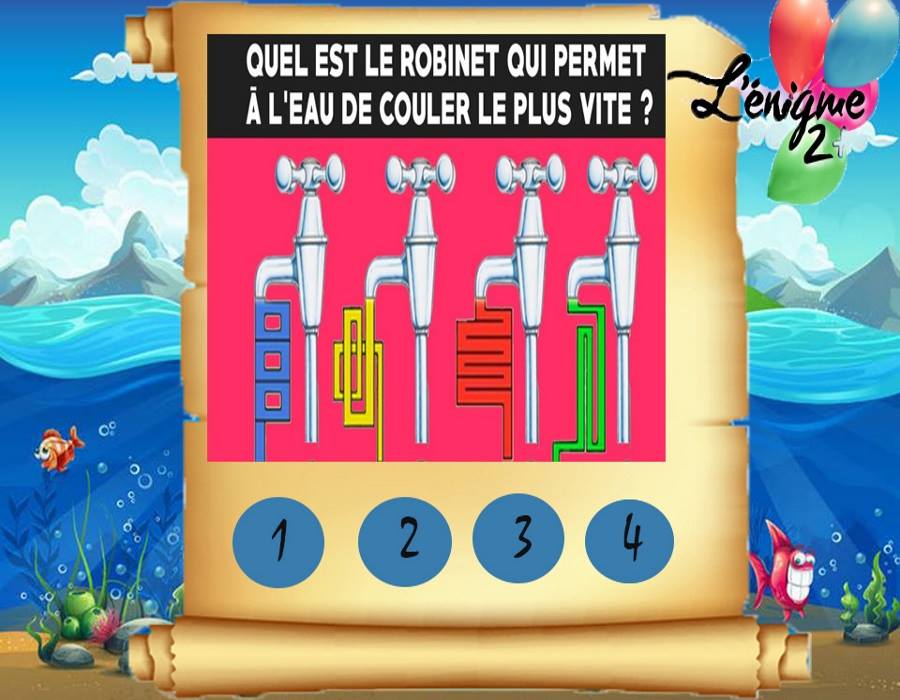 QUEL EST LE ROBINET QUI PERMET
À L'EAU DE COULER LE PLUS VITE ?
L'énigme
2
1 2 3 4